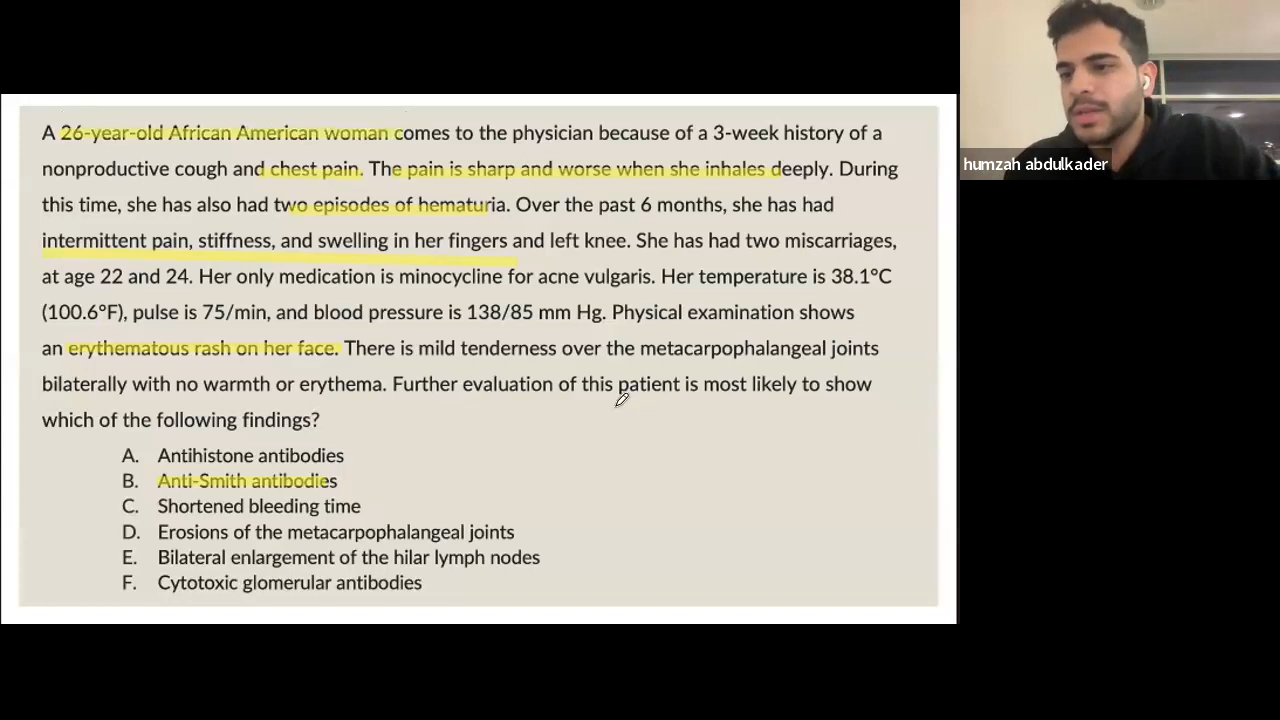 A 26-year-old African American woman comes to the physician because of a 3-week history of a
nonproductive cough and chest pain. The pain is sharp and worse when she inhales deeply. During
this time, she has also had two episodes of hematuria. Over the past 6 months, she has had
intermittent pain, stiffness, and swelling in her fingers and left knee. She has had two miscarriages,
at age 22 and 24. Her only medication is minocycline for acne vulgaris. Her temperature is 38.1°C
(100.6°F), pulse is 75/min, and blood pressure is 138/85 mm Hg. Physical examination shows
an erythematous rash on her face. There is mild tenderness over the metacarpophalangeal joints
bilaterally with no warmth or erythema. Further evaluation of this patient is most likely to show
which of the following findings?
A. Antihistone antibodies
B. Anti-Smith antibodies
C. Shortened bleeding time
D. Erosions of the metacarpophalangeal joints
E. Bilateral enlargement of the hilar lymph nodes
F. Cytotoxic glomerular antibodies
humzah abdulkader